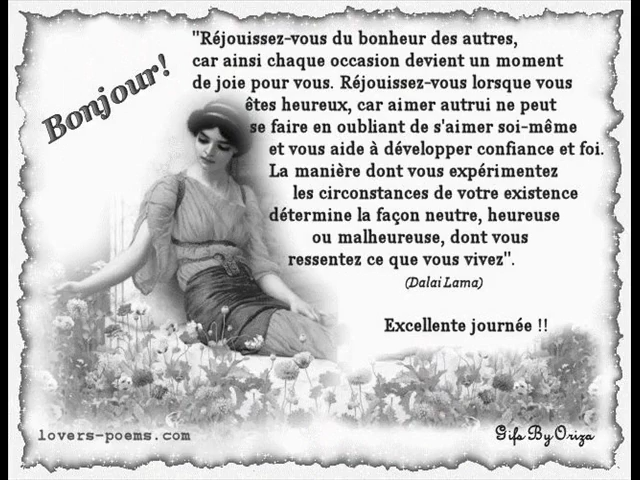 Bonjour!
"Réjouissez-vous du bonheur des autres,
car ainsi chaque occasion devient un moment
de joie pour vous. Réjouissez-vous lorsque vous
êtes heureux, car aimer autrui ne peut
se faire en oubliant de s'aimer soi-même
et vous aide à développer confiance et foi.
La manière dont vous expérimentez
les circonstances de votre existence
détermine la façon neutre, heureuse
ou malheureuse, dont vous
ressentez ce que vous vivez".
(Dalai Lama)
Excellente journée !!
lovers-poems.com
Gifs By Oriza